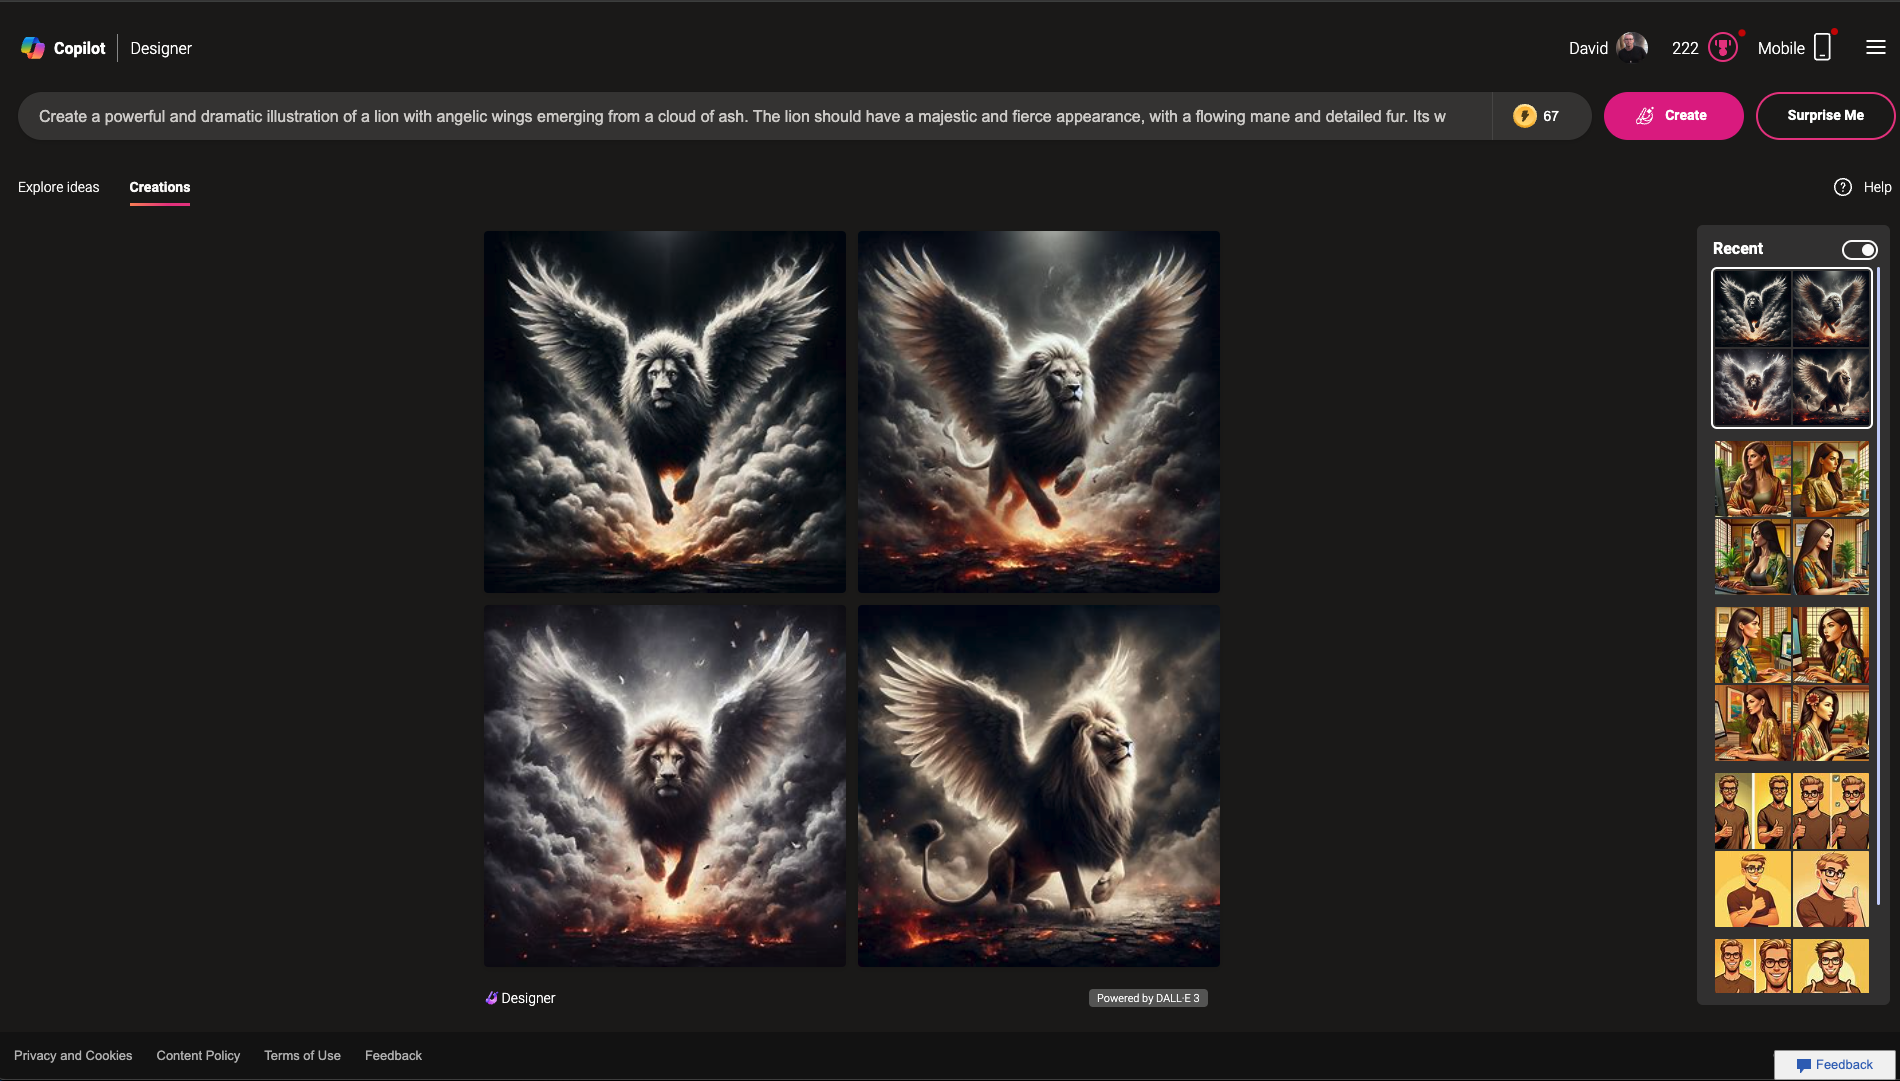 Copilot
Designer
David
222
Mobile
Create a powerful and dramatic illustration of a lion with angelic wings emerging from a cloud of ash. The lion should have a majestic and fierce appearance, with a flowing mane and detailed fur. Its w
67
Create
Surprise Me
Explore ideas
Creations
Help
Recent
Designer
Powered by DALL·E 3
Privacy and Cookies
Content Policy
Terms of Use
Feedback
Feedback